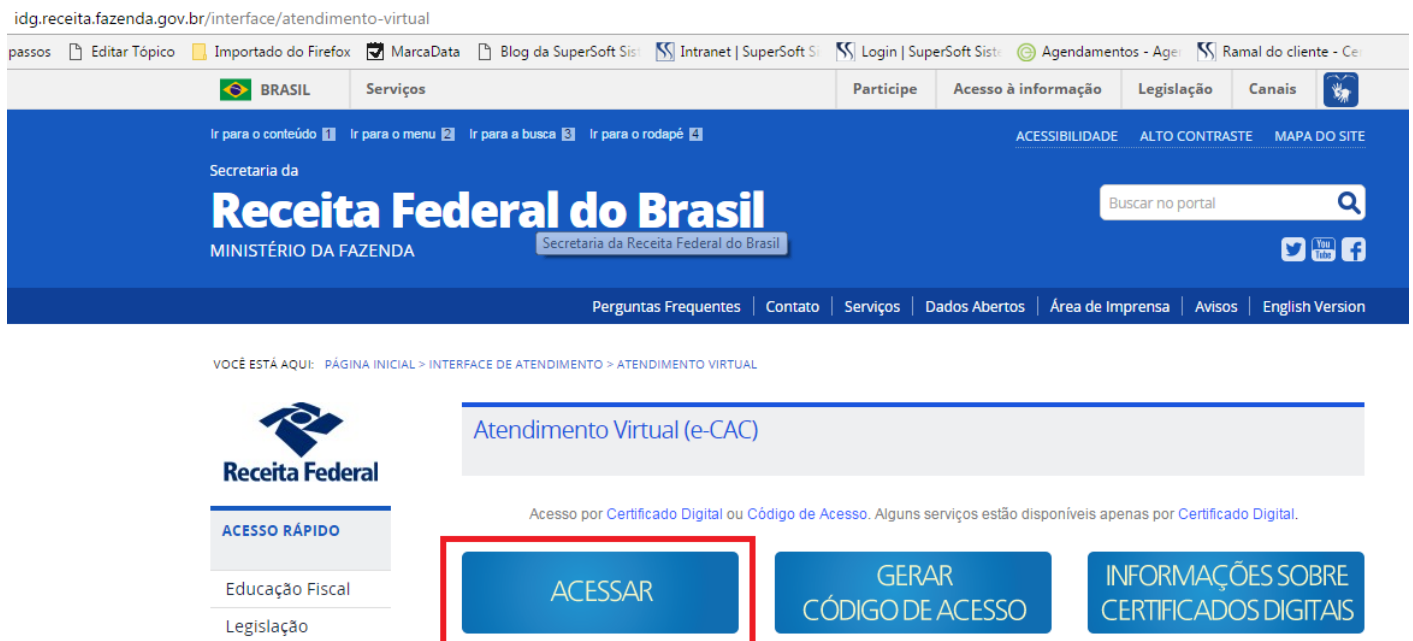 idg.receita.fazenda.gov.br/interface/atendimento-virtual
passos Editar Tópico Importado do Firefox MarcaData Blog da SuperSoft Sis Intranet | SuperSoft Si Login | SuperSoft Siste Agendamentos - Age Ramal do cliente - Ce
BRASIL Serviços Participe Acesso à informação Legislação Canais
Ir para o conteúdo 1 Ir para o menu 2 Ir para a busca 3 Ir para o rodapé 4 ACESSIBILIDADE ALTO CONTRASTE MAPA DO SITE
Secretaria da
Receita Federal do Brasil
Buscar no portal
MINISTÉRIO DA FAZENDA
Secretaria da Receita Federal do Brasil
You Tube
Perguntas Frequentes | Contato | Serviços | Dados Abertos | Área de Imprensa | Avisos | English Version
VOCÊ ESTÁ AQUI: PÁGINA INICIAL > INTERFACE DE ATENDIMENTO > ATENDIMENTO VIRTUAL
Receita Federal
ACESSO RÁPIDO
Educação Fiscal
Legislação
Atendimento Virtual (e-CAC)
Acesso por Certificado Digital ou Código de Acesso. Alguns serviços estão disponíveis apenas por Certificado Digital.
ACESSAR
GERAR
CÓDIGO DE ACESSO
INFORMAÇÕES SOBRE
CERTIFICADOS DIGITAIS